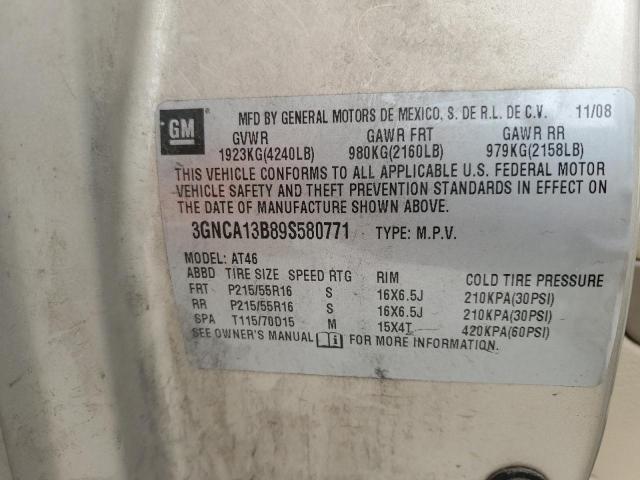 GM
MFD BY GENERAL MOTORS DE MEXICO, S. DE R.L. DE C.V. 11/08
GVWR GAWR FRT GAWR RR
1923KG(4240LB) 980KG(2160LB) 979KG(2158LB)
THIS VEHICLE CONFORMS TO ALL APPLICABLE U.S. FEDERAL MOTOR
VEHICLE SAFETY AND THEFT PREVENTION STANDARDS IN EFFECT ON
THE DATE OF MANUFACTURE SHOWN ABOVE.
3GNCA13B89S580771 TYPE: M.P.V.
MODEL: AT46
ABBD TIRE SIZE SPEED RTG RIM COLD TIRE PRESSURE
FRT P215/55R16 S 16X6.5J 210KPA(30PSI)
RR P215/55R16 S 16X6.5J 210KPA(30PSI)
SPA T115/70D15 M 15X4T 420KPA(60PSI)
SEE OWNER'S MANUAL FOR MORE INFORMATION.